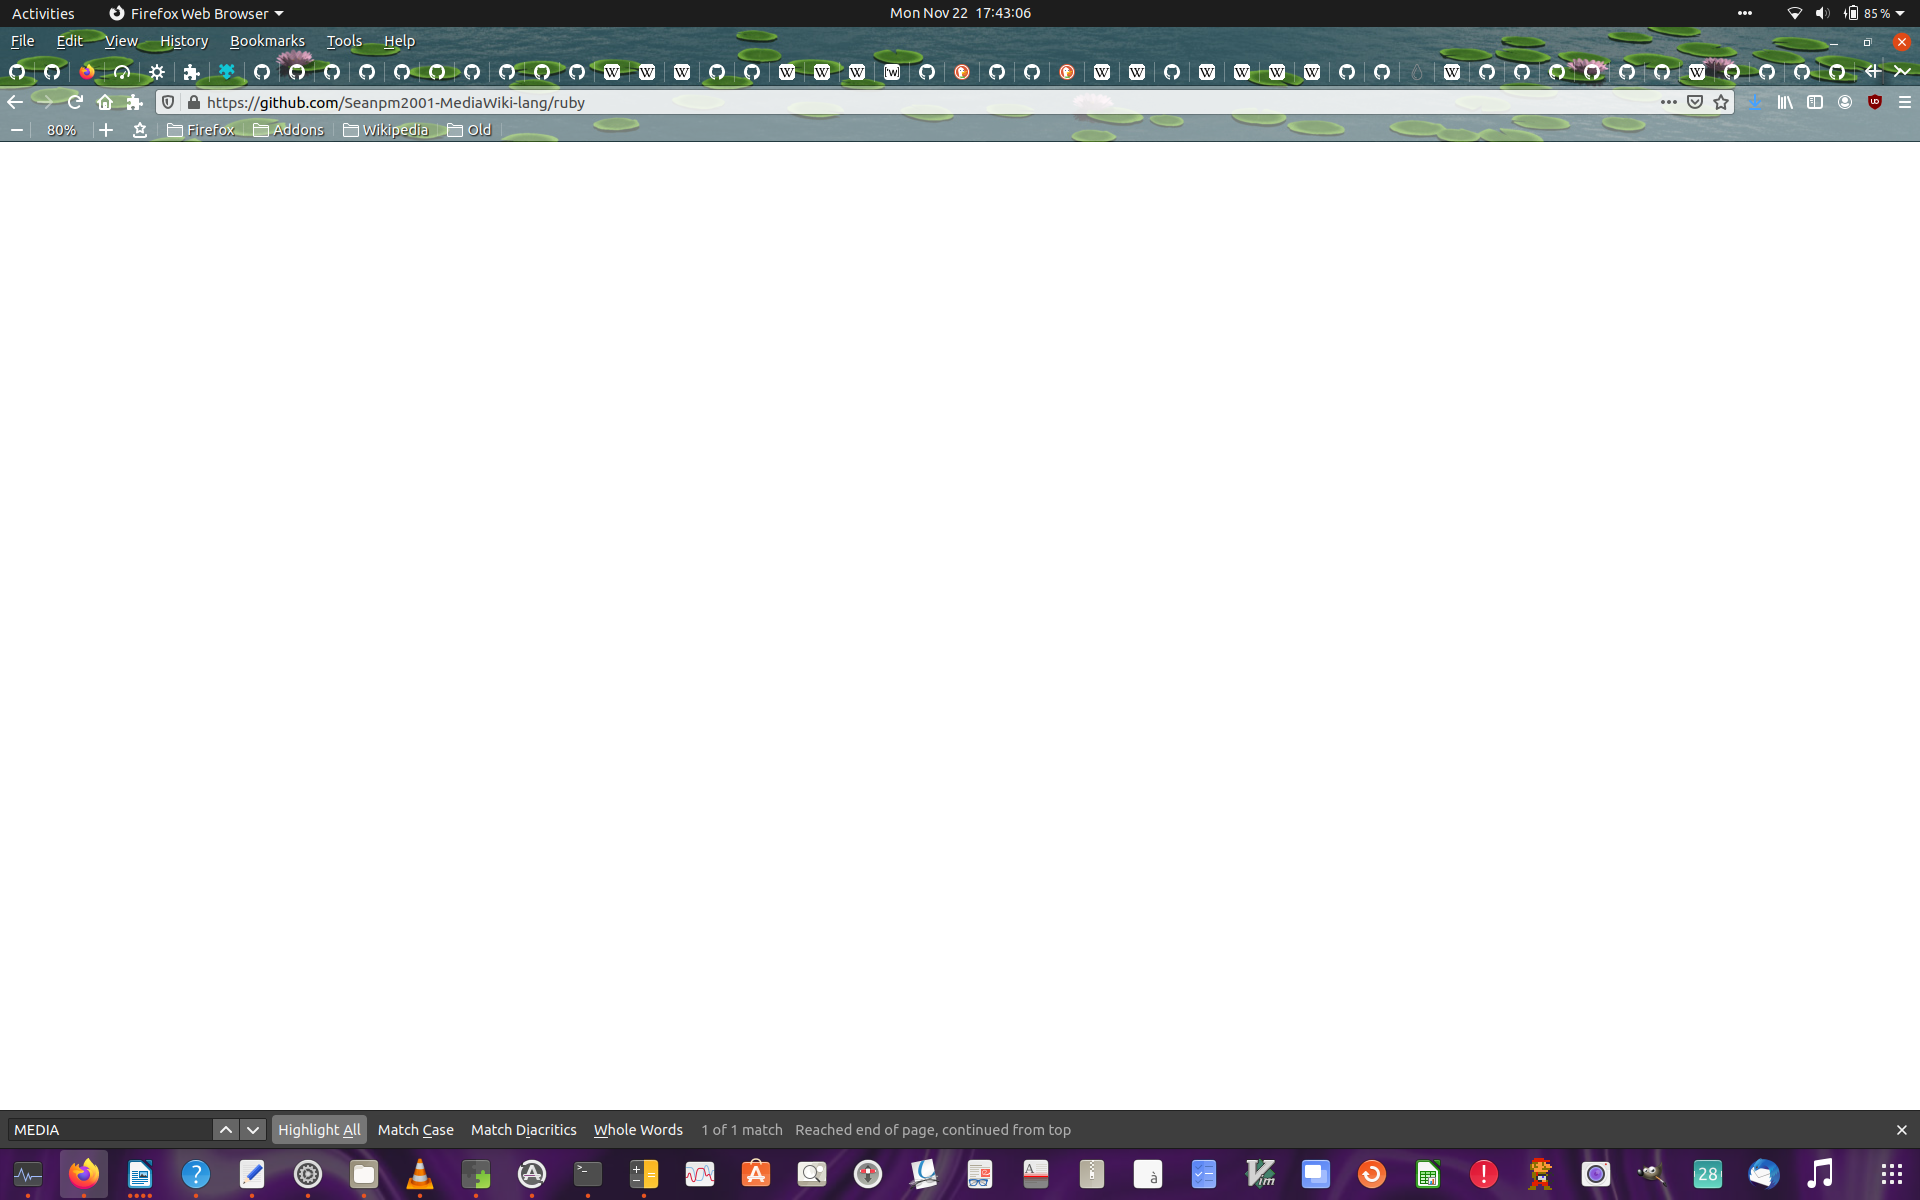 Activities Firefox Web Browser Mon Nov 22 17:43:06 85 %
File Edit View History Bookmarks Tools Help
https://github.com/Seanpm2001-MediaWiki-lang/ruby
80% Firefox Addons Wikipedia Old
MEDIA Highlight All Match Case Match Diacritics Whole Words 1 of 1 match Reached end of page, continued from top
28